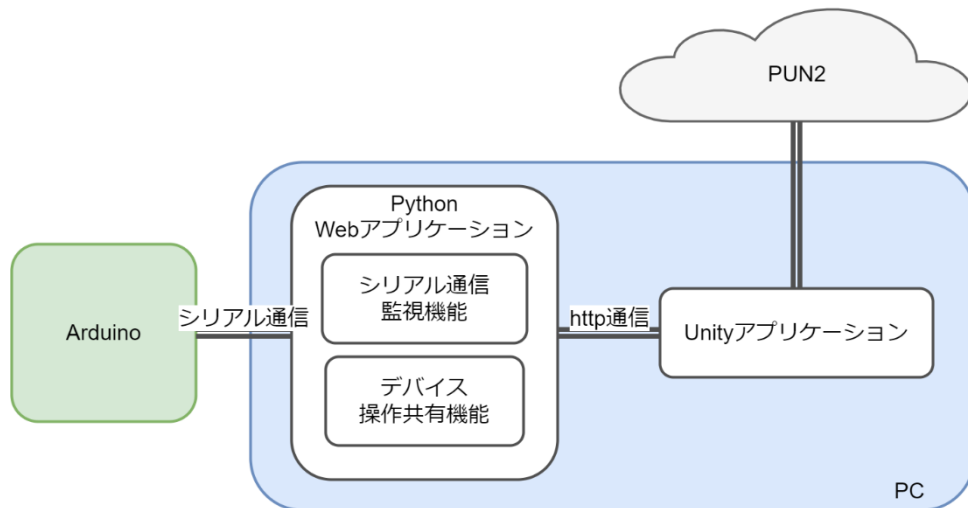 PUN2
Python
Webアプリケーション
シリアル通信
監視機能
Arduino
シリアル通信
http通信
Unityアプリケーション
デバイス
操作共有機能
PC